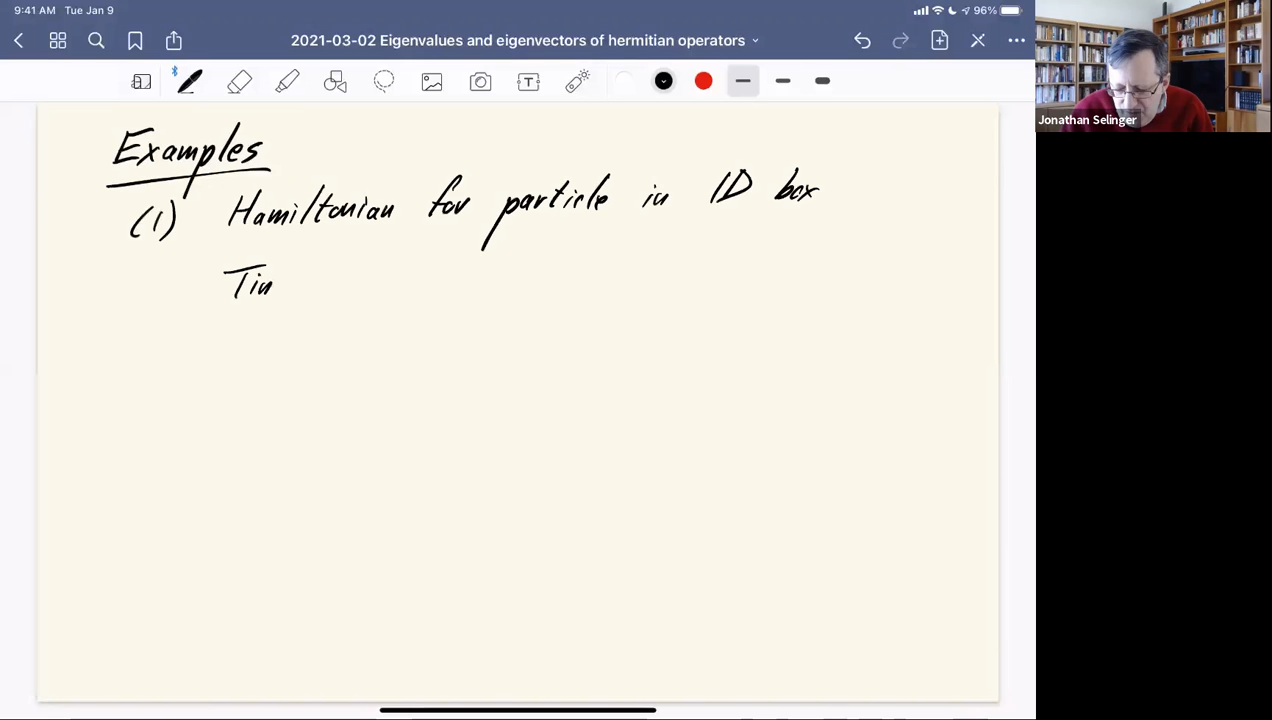 9:41 AM Tue Jan 9
96%
2021-03-02 Eigenvalues and eigenvectors of hermitian operators
T
Jonathan Selinger
Examples
(1) Hamiltonian for particle in 1D box
Tim